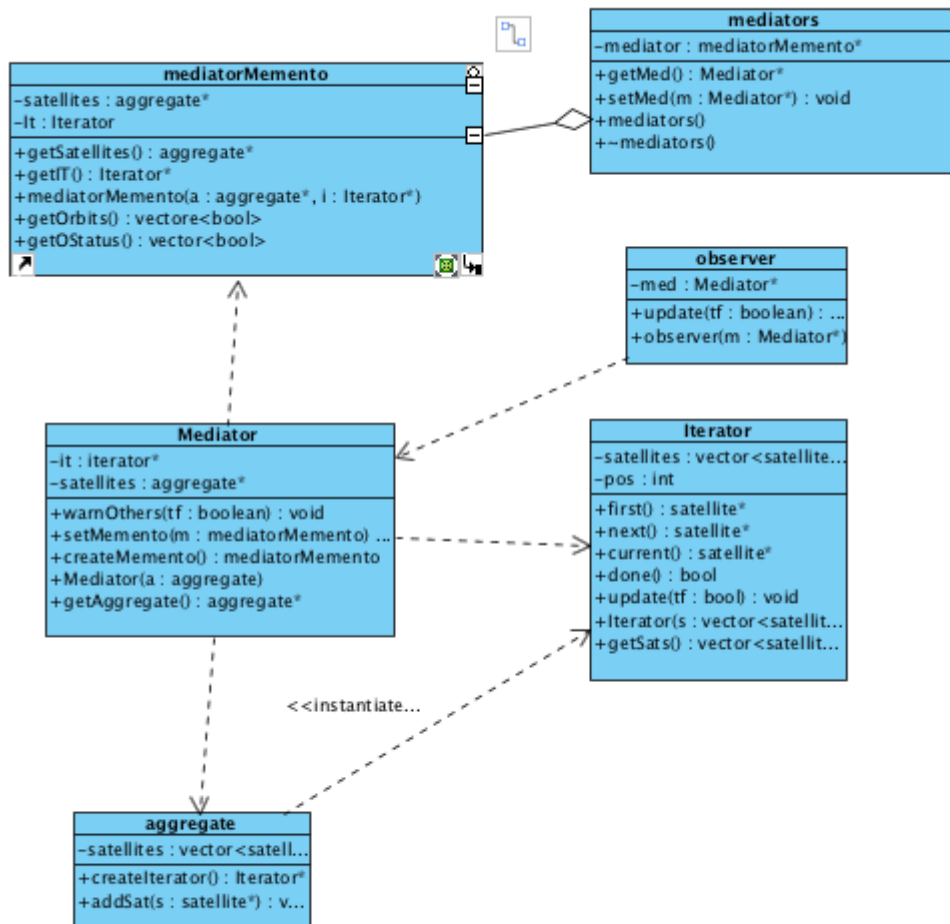 mediators
-mediator : mediatorMemento*
+getMed() : Mediator*
+setMed(m : Mediator*) : void
+mediators()
+~mediators()
mediatorMemento
-satellites : aggregate*
-It : Iterator
+getSatellites() : aggregate*
+getIT() : Iterator*
+mediatorMemento(a : aggregate*, i : Iterator*)
+getOrbits() : vectore<bool>
+getOStatus() : vector<bool>
observer
-med : Mediator*
+update(tf : boolean) : ...
+observer(m : Mediator*)
Mediator
-it : iterator*
-satellites : aggregate*
+warnOthers(tf : boolean) : void
+setMemento(m : mediatorMemento) ...
+createMemento() : mediatorMemento
+Mediator(a : aggregate)
+getAggregate() : aggregate*
Iterator
-satellites : vector<satellite...
-pos : int
+first() : satellite*
+next() : satellite*
+current() : satellite*
+done() : bool
+update(tf : bool) : void
+Iterator(s : vector<satellit...
+getSats() : vector<satellit...
<<instantiate...
aggregate
-satellites : vector<satell...
+createIterator() : Iterator*
+addSat(s : satellite*) : v...